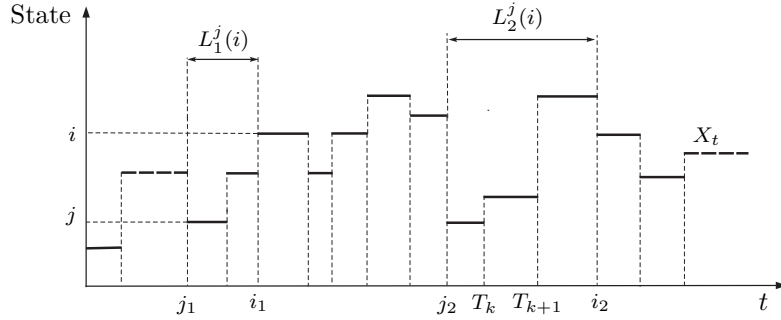 State
$L_1^j(i)$ $L_2^j(i)$
$i$
$X_t$
$j$
$j_1$ $i_1$ $j_2$ $T_k$ $T_{k+1}$ $i_2$ $t$